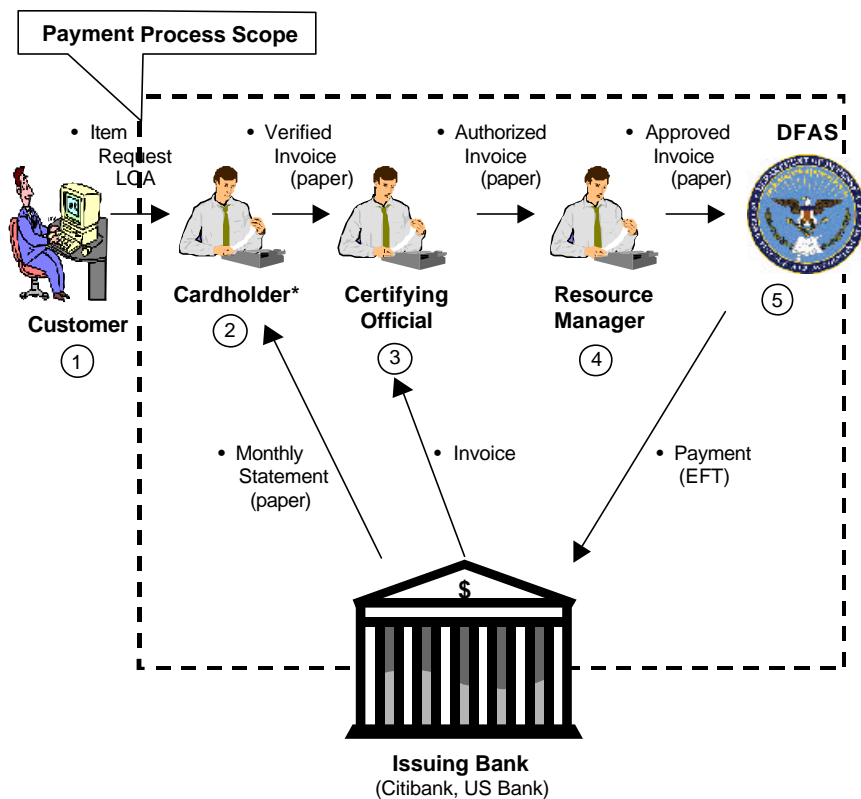 Payment Process Scope
• Item
Request
LOA
• Verified
Invoice
(paper)
• Authorized
Invoice
(paper)
• Approved
Invoice
(paper)
DFAS
Customer
1
Cardholder*
2
Certifying
Official
3
Resource
Manager
4
5
• Monthly
Statement
(paper)
• Invoice
• Payment
(EFT)
$
Issuing Bank
(Citibank, US Bank)